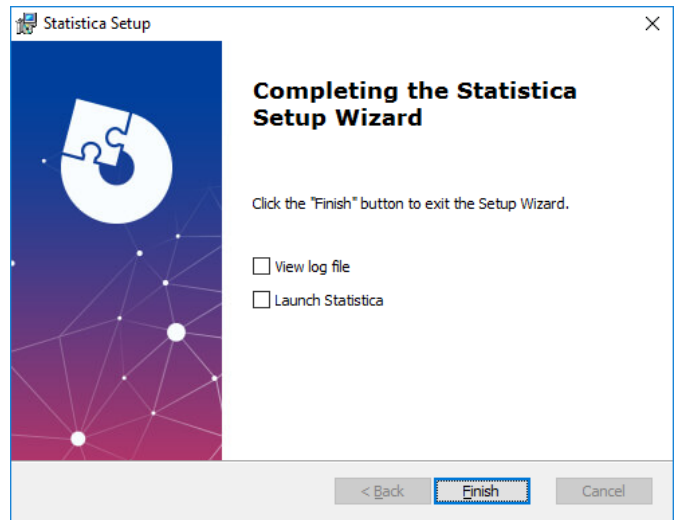 Statistica Setup
Completing the Statistica
Setup Wizard
Click the "Finish" button to exit the Setup Wizard.
View log file
Launch Statistica
< Back Finish Cancel